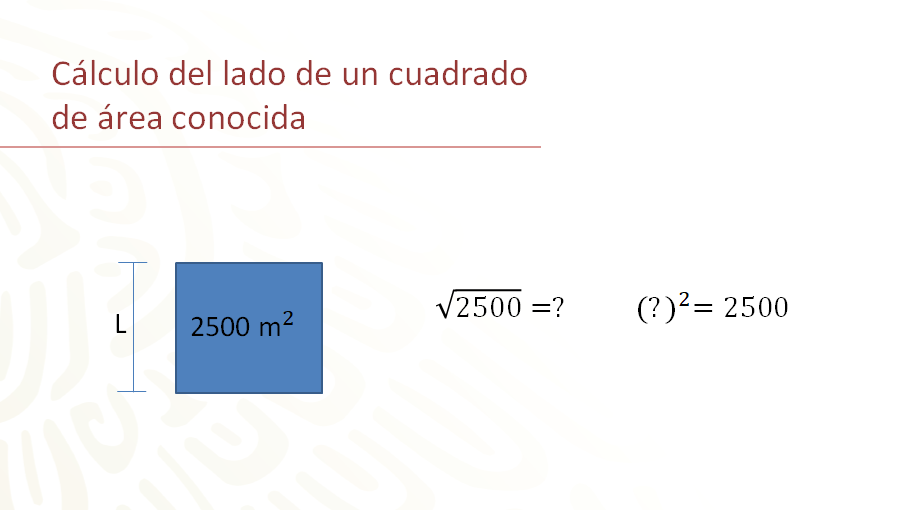 Cálculo del lado de un cuadrado
de área conocida
L
2500 m²
√2500 =?
(?)²= 2500